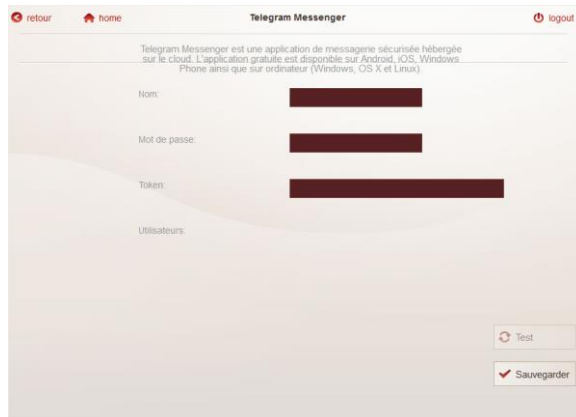 retour home Telegram Messenger logout
Telegram Messenger est une application de messagerie sécurisée hébergée
sur le cloud. L'application gratuite est disponible sur Android, iOS, Windows
Phone ainsi que sur ordinateur (Windows, OS X et Linux).
Nom:
Mot de passe:
Token:
Utilisateurs:
Test
Sauvegarder